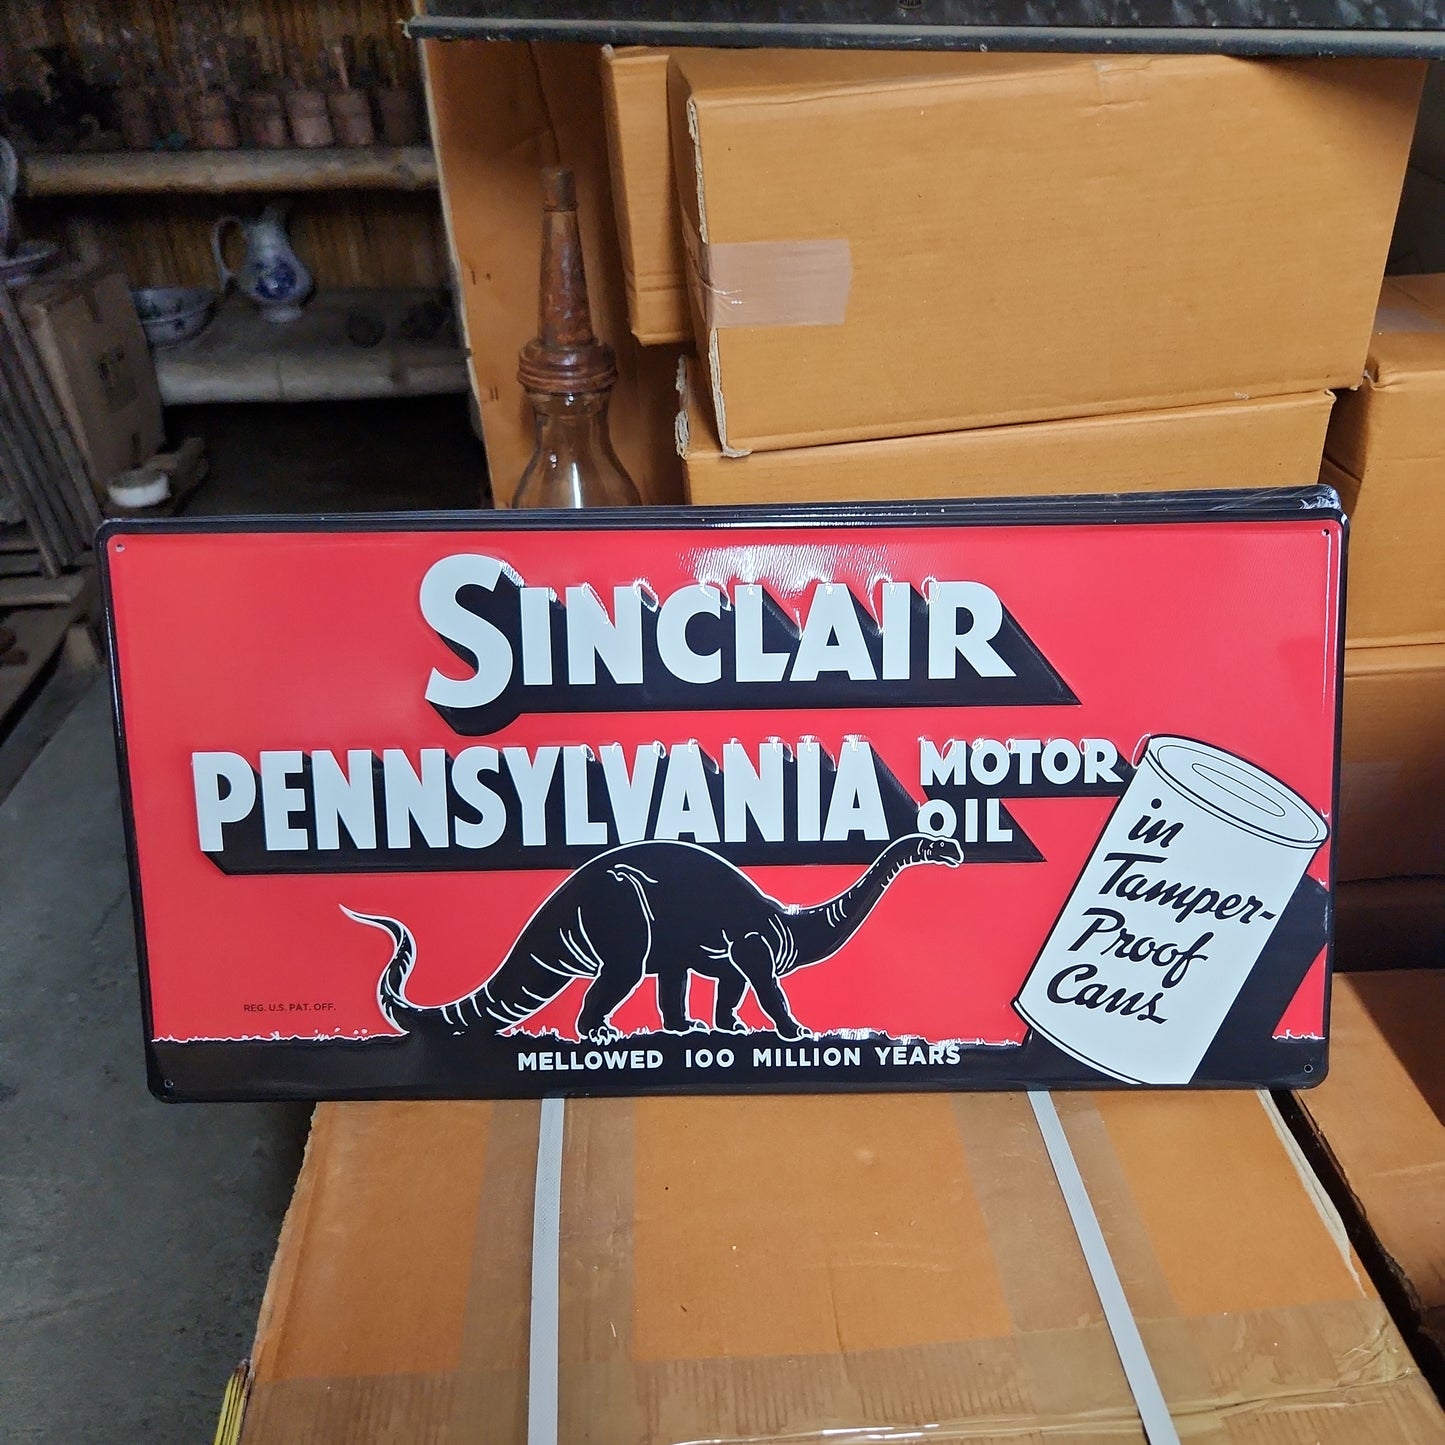 SINCLAIR
PENNSYLVANIA MOTOR
OIL
in
Tamper-
Proof
Cans
REG. U.S. PAT. OFF.
MELLOWED 100 MILLION YEARS